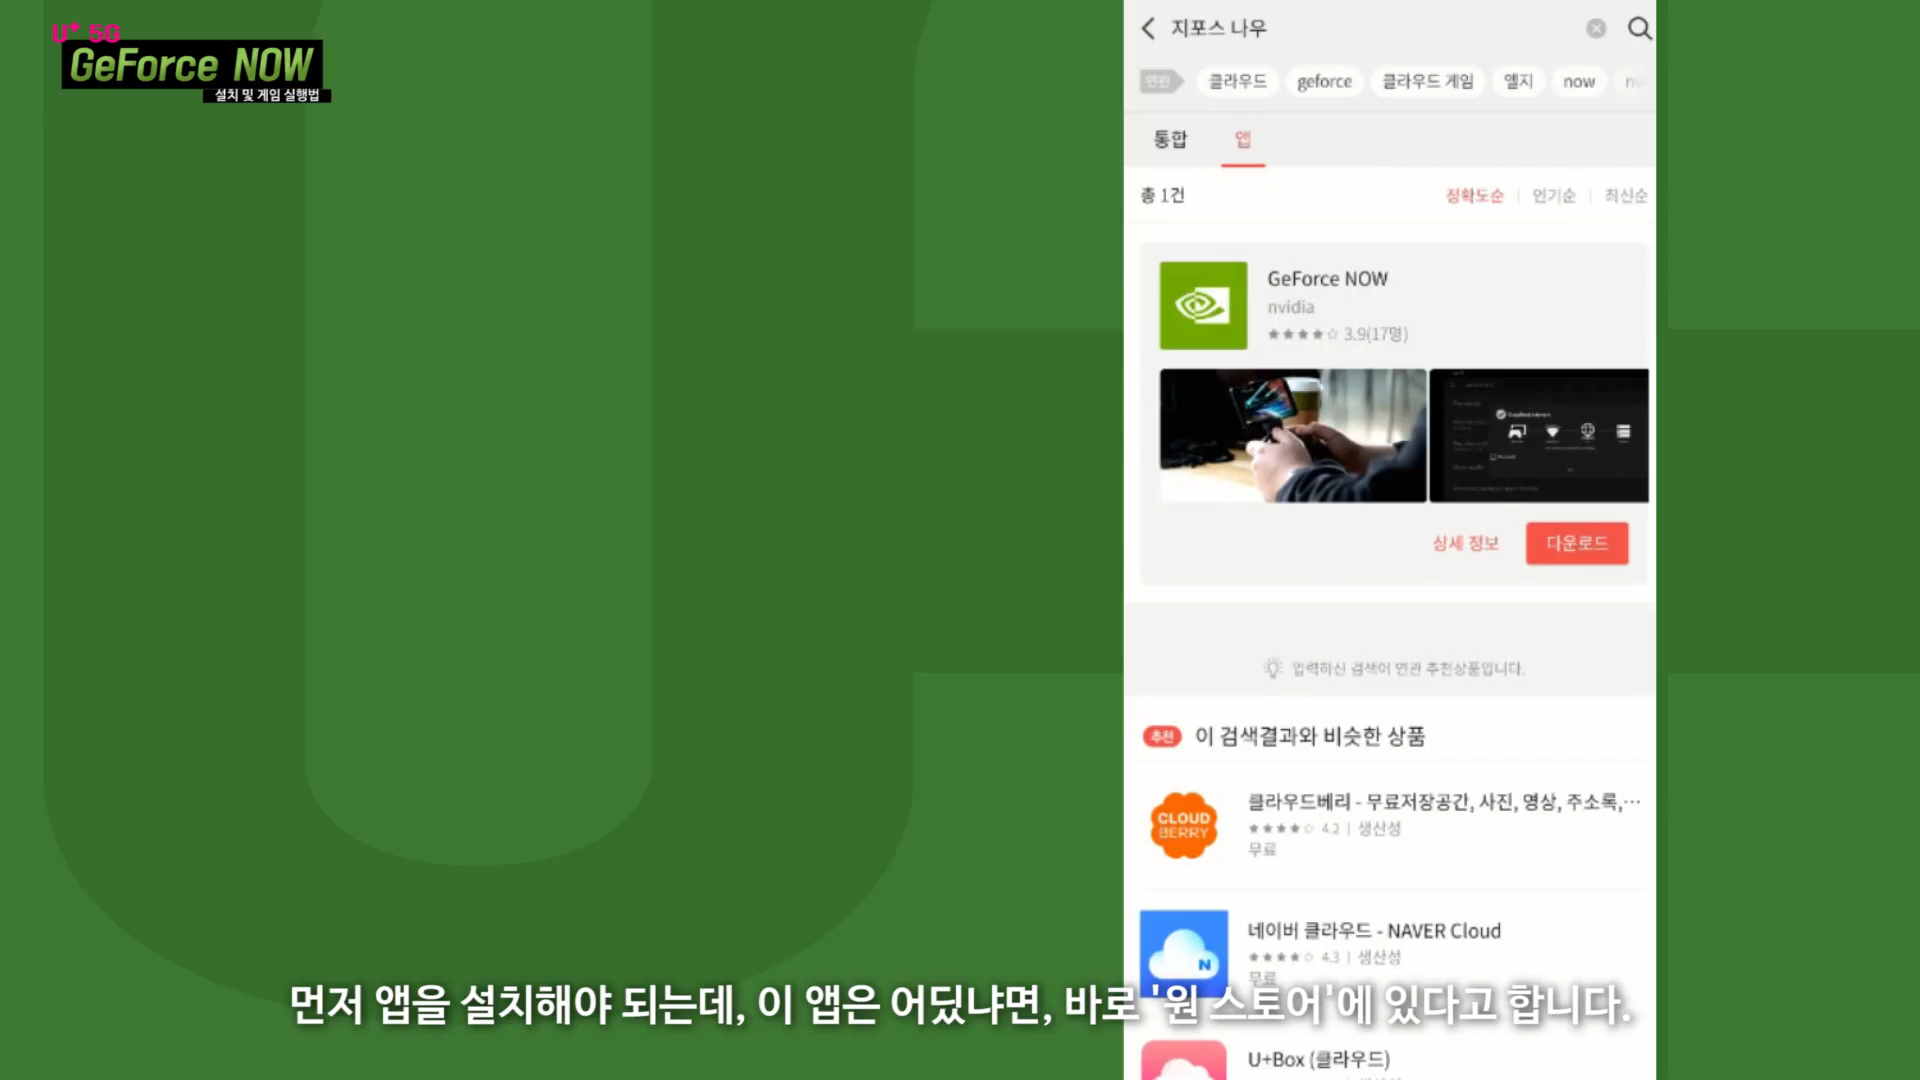 U+ 5G
GeForce NOW
설치 및 게임 실행법
지포스 나우
연관 클라우드 geforce 클라우드 게임 엘지 now
통합 앱
총 1건 정확도순 | 인기순 | 최신순
GeForce NOW
nvidia
★★★★☆ 3.9(17명)
상세 정보 다운로드
입력하신 검색어 연관 추천상품입니다.
추천 이 검색결과와 비슷한 상품
CLOUD
BERRY
클라우드베리 - 무료저장공간, 사진, 영상, 주소록,…
★★★★☆ 4.2 | 생산성
무료
N
네이버 클라우드 - NAVER Cloud
★★★★☆ 4.3 | 생산성
무료
먼저 앱을 설치해야 되는데, 이 앱은 어딨냐면, 바로 '원 스토어'에 있다고 합니다.
U+Box (클라우드)